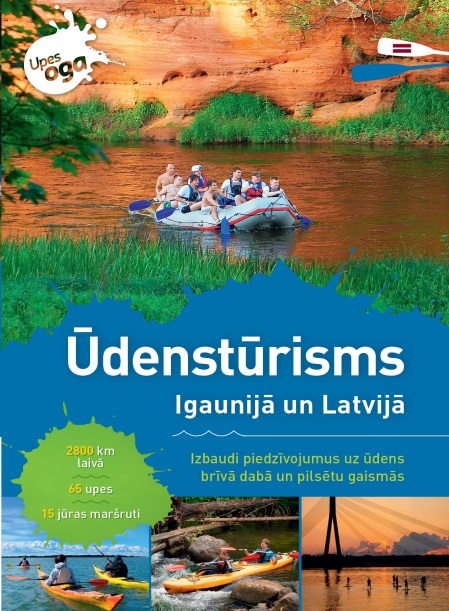 Upes
oga
Ūdenstūrisms
Igaunijā un Latvijā
2800 km
laivā
65 upes
15 jūras maršruti
Izbaudi piedzīvojumus uz ūdens
brīvā dabā un pilsētu gaismās